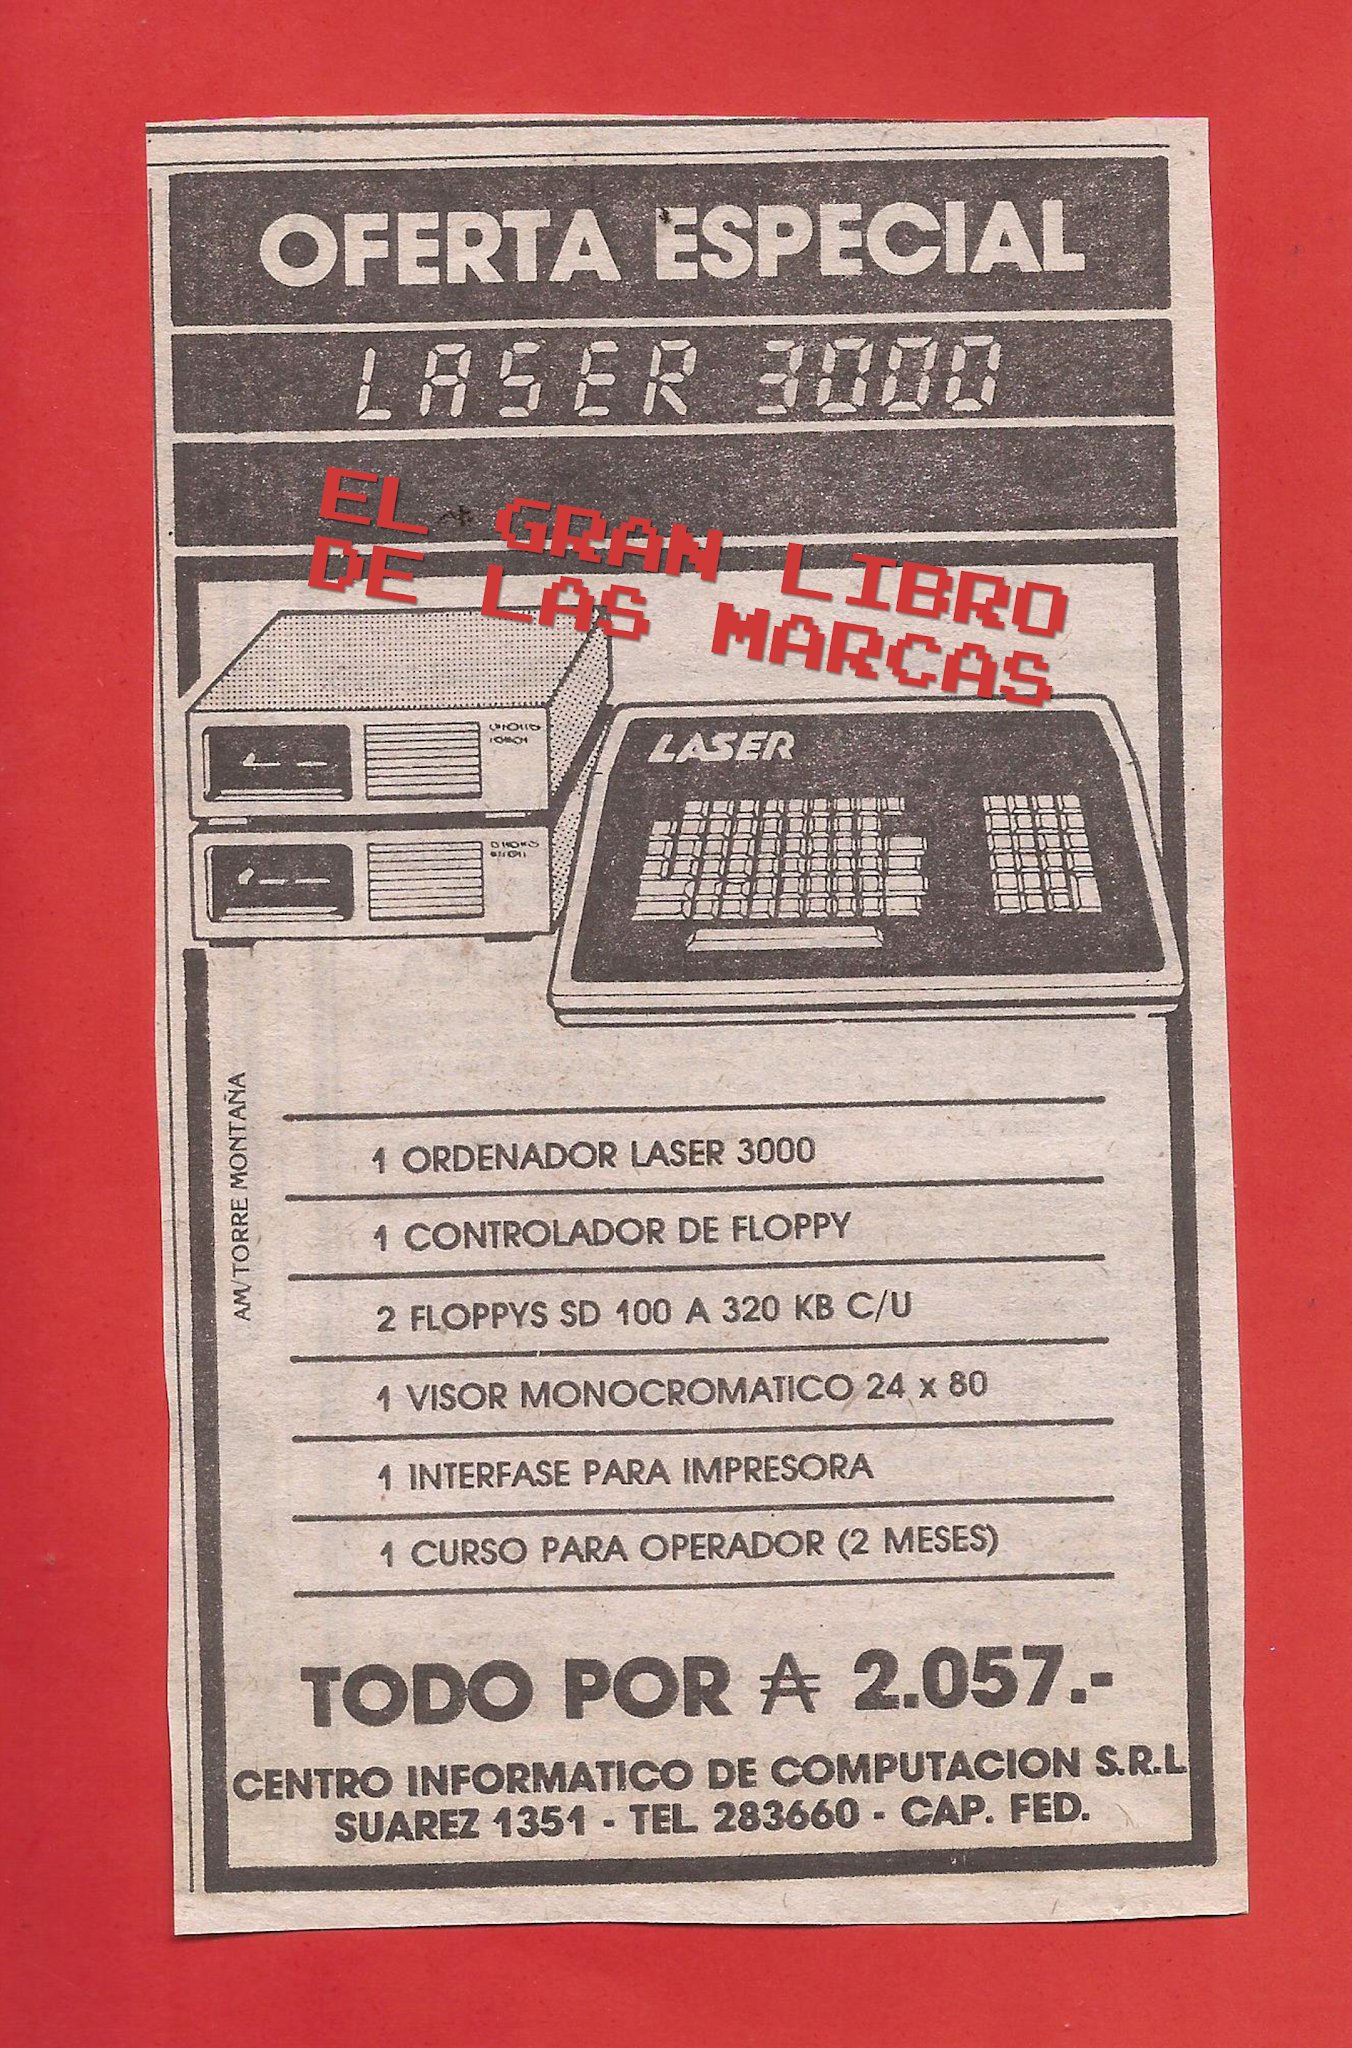 OFERTA ESPECIAL
LASER 3000
EL GRAN LIBRO
DE LAS MARCAS
LASER
AM/TORRE MONTAÑA
1 ORDENADOR LASER 3000
1 CONTROLADOR DE FLOPPY
2 FLOPPYS SD 100 A 320 KB C/U
1 VISOR MONOCROMATICO 24 x 80
1 INTERFASE PARA IMPRESORA
1 CURSO PARA OPERADOR (2 MESES)
TODO POR ₳ 2.057.-
CENTRO INFORMATICO DE COMPUTACION S.R.L
SUAREZ 1351 - TEL 283660 - CAP. FED.